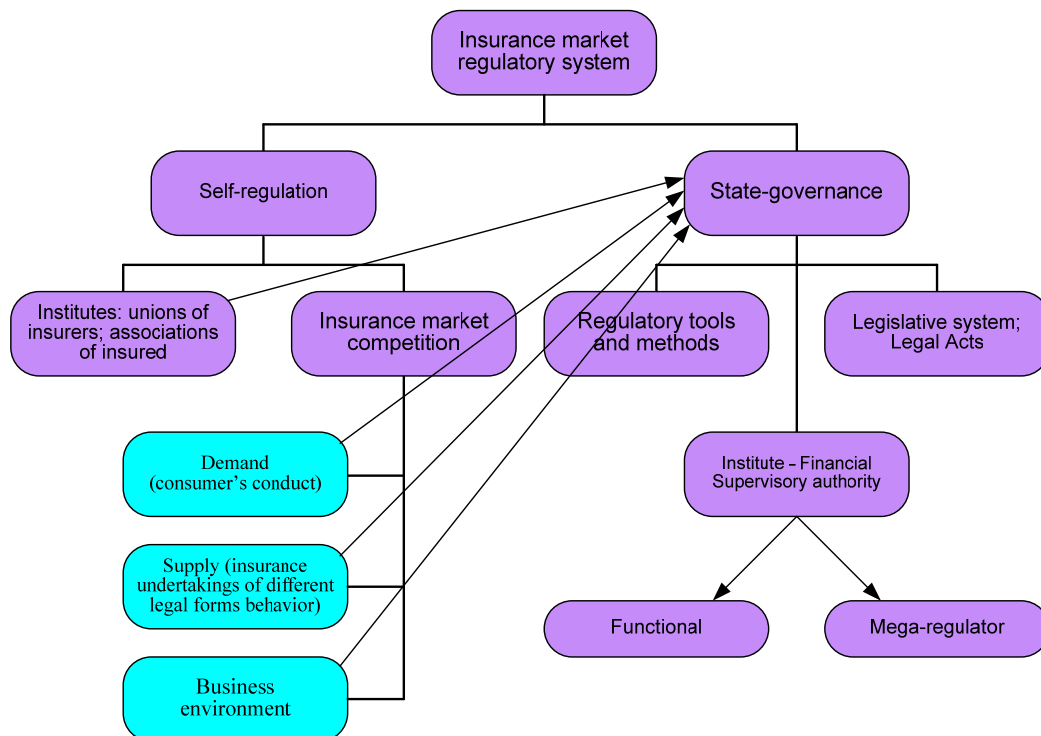 Insurance market
regulatory system
Self-regulation
State-governance
Institutes: unions of
insurers; associations
of insured
Insurance market
competition
Regulatory tools
and methods
Legislative system;
Legal Acts
Demand
(consumer’s conduct)
Institute - Financial
Supervisory authority
Supply (insurance
undertakings of different
legal forms behavior)
Functional
Mega-regulator
Business
environment